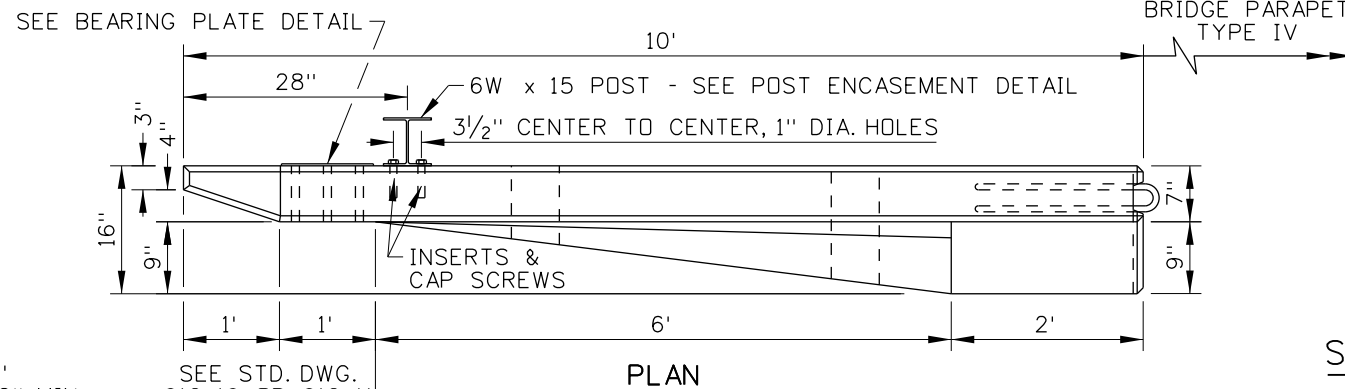 SEE BEARING PLATE DETAIL
10'
BRIDGE PARAPET
TYPE IV
28"
6W x 15 POST - SEE POST ENCASEMENT DETAIL
3½" CENTER TO CENTER, 1" DIA. HOLES
3"
4"
16"
9"
7"
9"
INSERTS &
CAP SCREWS
1'
1'
6'
2'
SEE STD. DWG.
PLAN
S